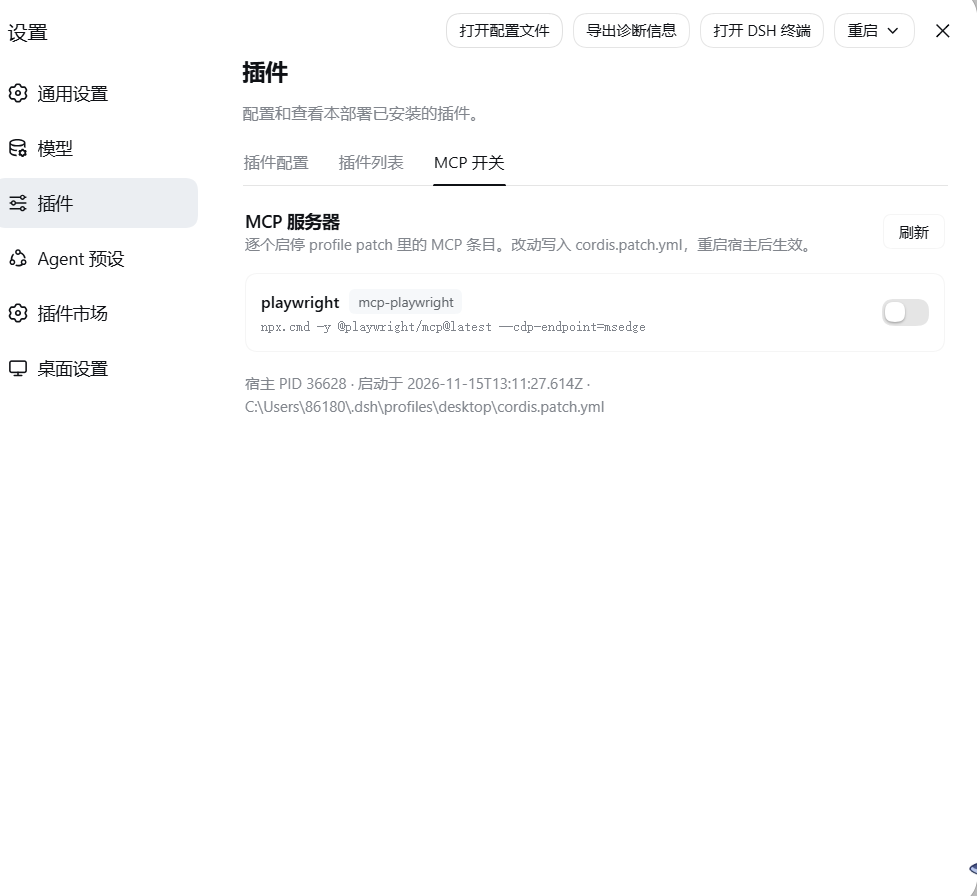 设置
打开配置文件
导出诊断信息
打开 DSH 终端
重启
通用设置
模型
插件
Agent 预设
插件市场
桌面设置
插件
配置和查看本部署已安装的插件。
插件配置 插件列表 MCP 开关
MCP 服务器
逐个启停 profile patch 里的 MCP 条目。改动写入 cordis.patch.yml，重启宿主后生效。
刷新
playwright mcp-playwright
npx.cmd -y @playwright/mcp@latest --cdp-endpoint=msedge
宿主 PID 36628 · 启动于 2026-11-15T13:11:27.614Z ·
C:\Users\86180\.dsh\profiles\desktop\cordis.patch.yml